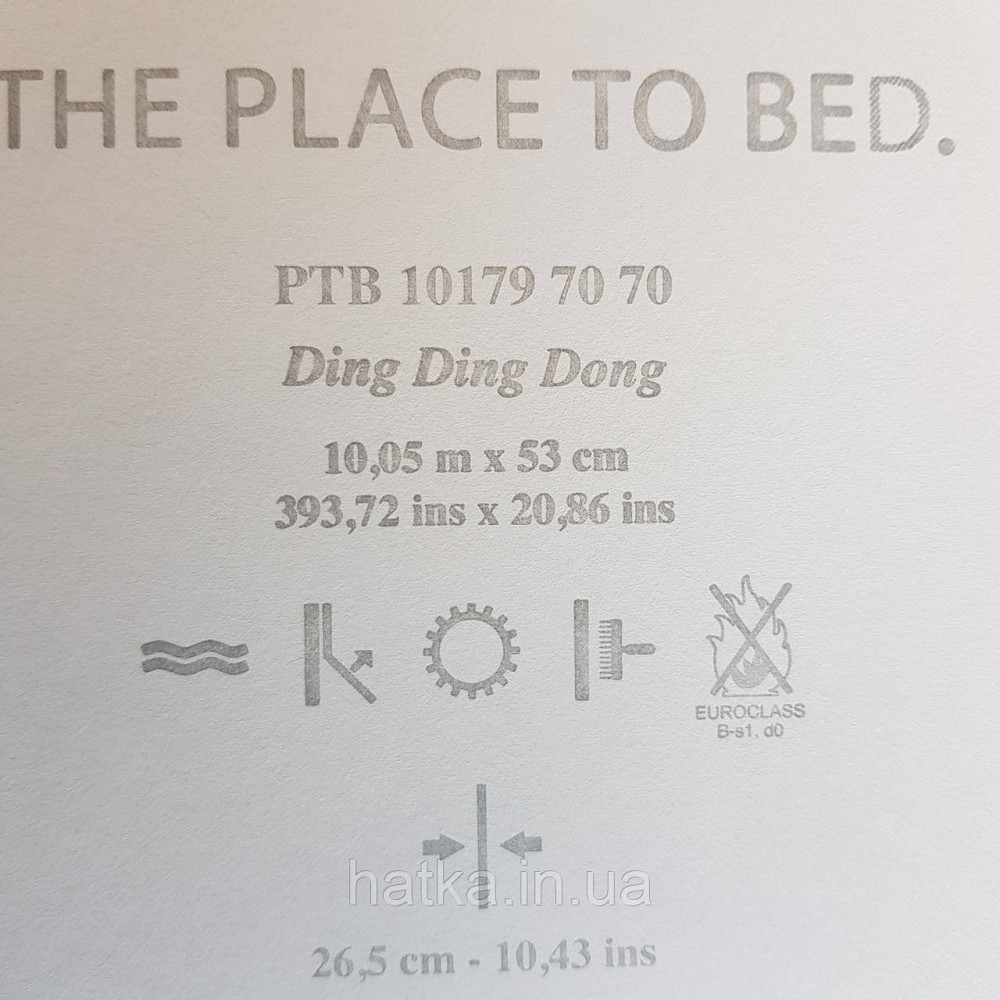 THE PLACE TO BED.
PTB 10179 70 70
Ding Ding Dong
10,05 m x 53 cm
393,72 ins x 20,86 ins
EUROCLASS
B-s1, d0
hatka.in.ua
26,5 cm - 10,43 ins